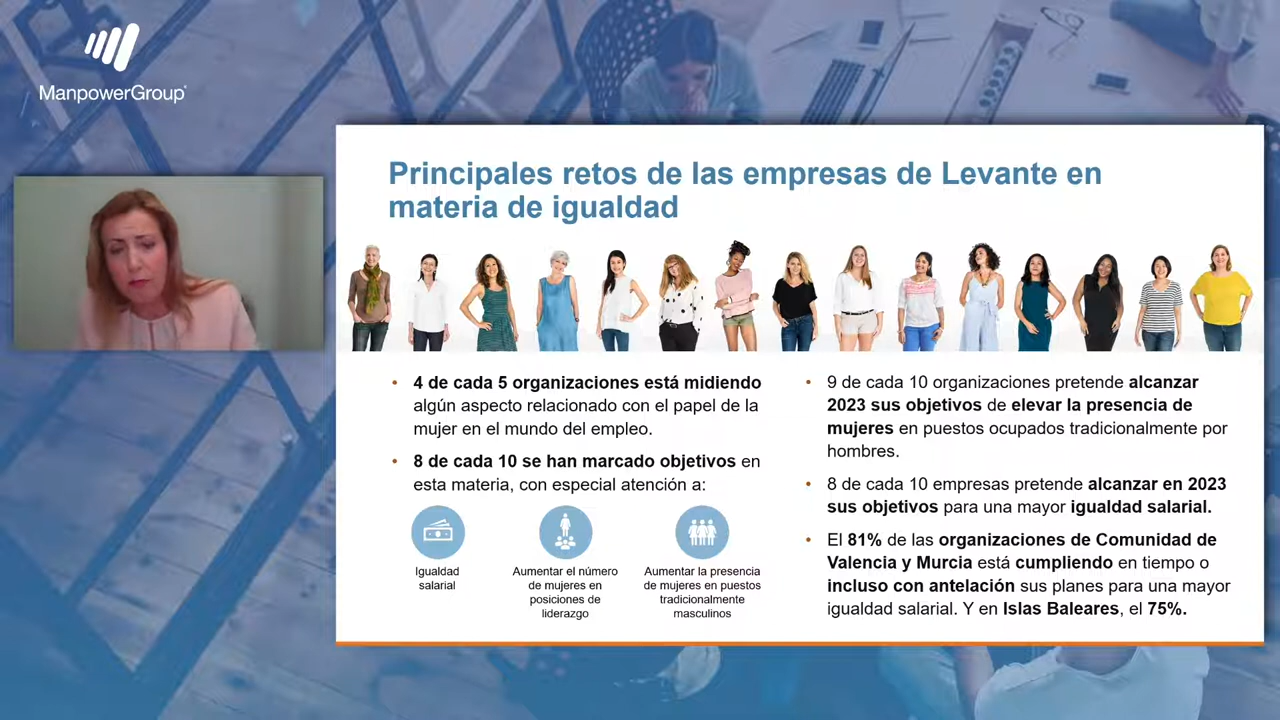 ManpowerGroup
Principales retos de las empresas de Levante en
materia de igualdad
• 4 de cada 5 organizaciones está midiendo
algún aspecto relacionado con el papel de la
mujer en el mundo del empleo.
• 8 de cada 10 se han marcado objetivos en
esta materia, con especial atención a:
Igualdad
salarial
Aumentar el número
de mujeres en
posiciones de
liderazgo
Aumentar la presencia
de mujeres en puestos
tradicionalmente
masculinos
• 9 de cada 10 organizaciones pretende alcanzar
2023 sus objetivos de elevar la presencia de
mujeres en puestos ocupados tradicionalmente por
hombres.
• 8 de cada 10 empresas pretende alcanzar en 2023
sus objetivos para una mayor igualdad salarial.
• El 81% de las organizaciones de Comunidad de
Valencia y Murcia está cumpliendo en tiempo o
incluso con antelación sus planes para una mayor
igualdad salarial. Y en Islas Baleares, el 75%.